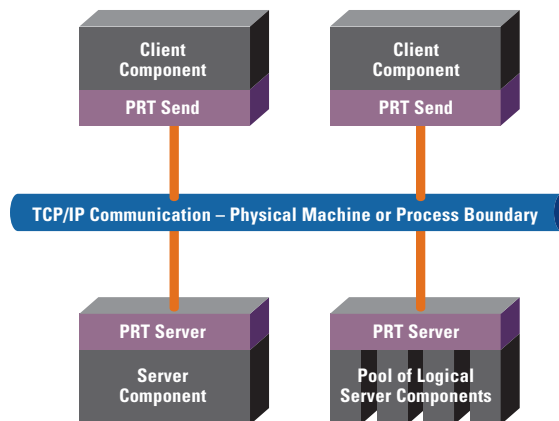 Client
Component
PRT Send
Client
Component
PRT Send
TCP/IP Communication – Physical Machine or Process Boundary
PRT Server
Server
Component
PRT Server
Pool of Logical
Server Components